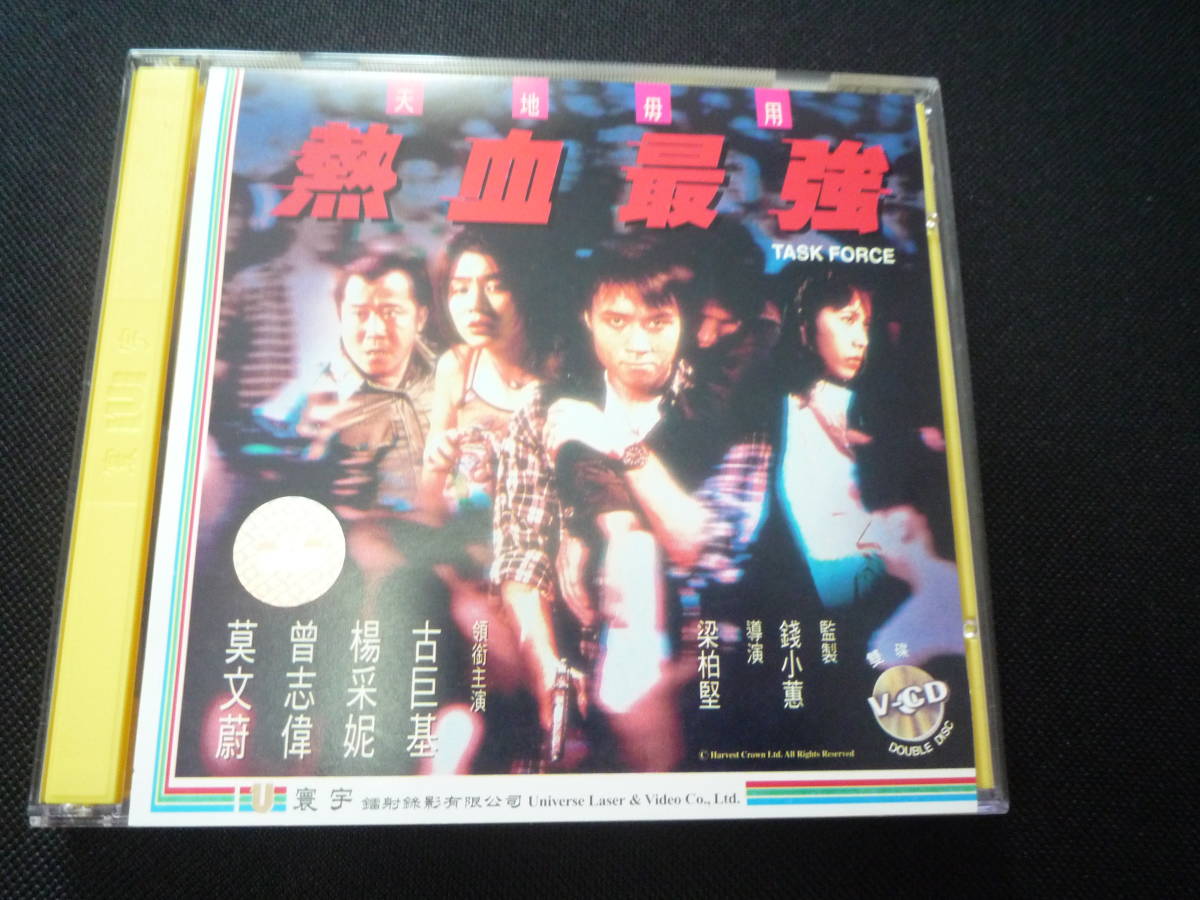 天地毋用
熱血最強
TASK FORCE
領銜主演
古巨基
楊采妮
曾志偉
莫文蔚
監製
錢小蕙
導演
梁柏堅
雙碟
V-CD
DOUBLE DISC
© Harvest Crown Ltd. All Rights Reserved
U 寰宇 鐳射錄影有限公司 Universe Laser & Video Co., Ltd.